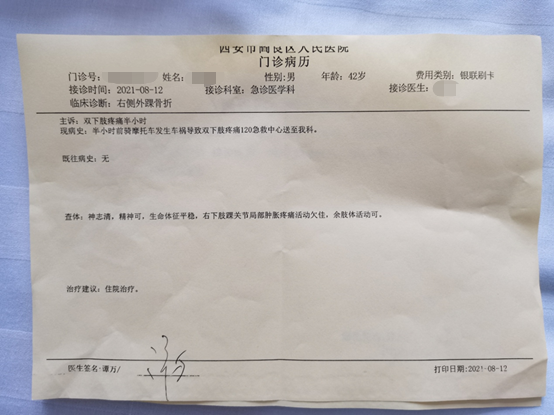 西安市阎良区人民医院
门诊病历
门诊号: 姓名: 性别:男 年龄: 42岁 费用类别: 银联刷卡
接诊时间: 2021-08-12 接诊科室: 急诊医学科 接诊医生:
临床诊断: 右侧外踝骨折
主诉: 双下肢疼痛半小时
现病史: 半小时前骑摩托车发生车祸导致双下肢疼痛120急救中心送至我科。
既往病史: 无
查体: 神志清, 精神可, 生命体征平稳, 右下肢踝关节局部肿胀疼痛活动欠佳, 余肢体活动可。
治疗建议: 住院治疗。
医生签名:谭万/ 打印日期:2021-08-12